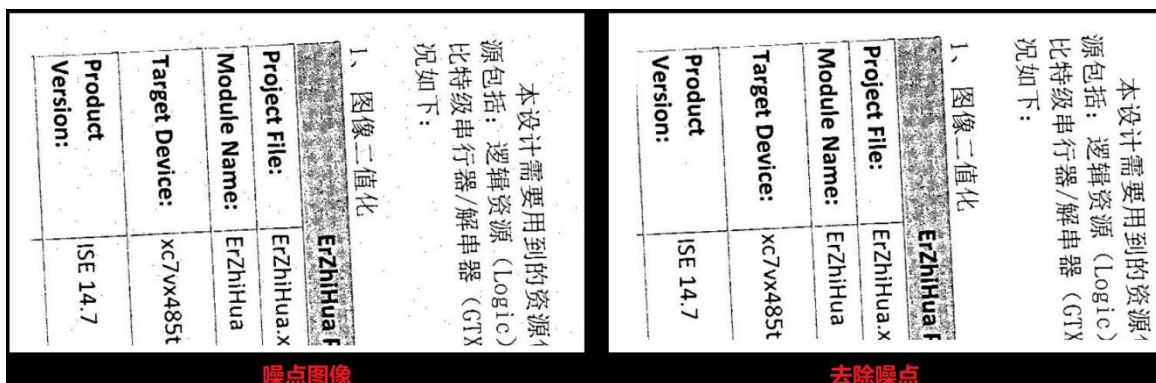 本设计需要用到的资源
源包括: 逻辑资源 (Logic)
比特级串行器/解串器 (GTX
况如下:
1、 图像二值化
ErZhiHua
Project File: ErZhiHua.x
Module Name: ErZhiHua
Target Device: xc7vx485t
Product ISE 14.7
Version:
噪点图像
本设计需要用到的资源
源包括: 逻辑资源 (Logic)
比特级串行器/解串器 (GTX
况如下:
1、 图像二值化
ErZhiHua
Project File: ErZhiHua.x
Module Name: ErZhiHua
Target Device: xc7vx485t
Product ISE 14.7
Version:
去除噪点